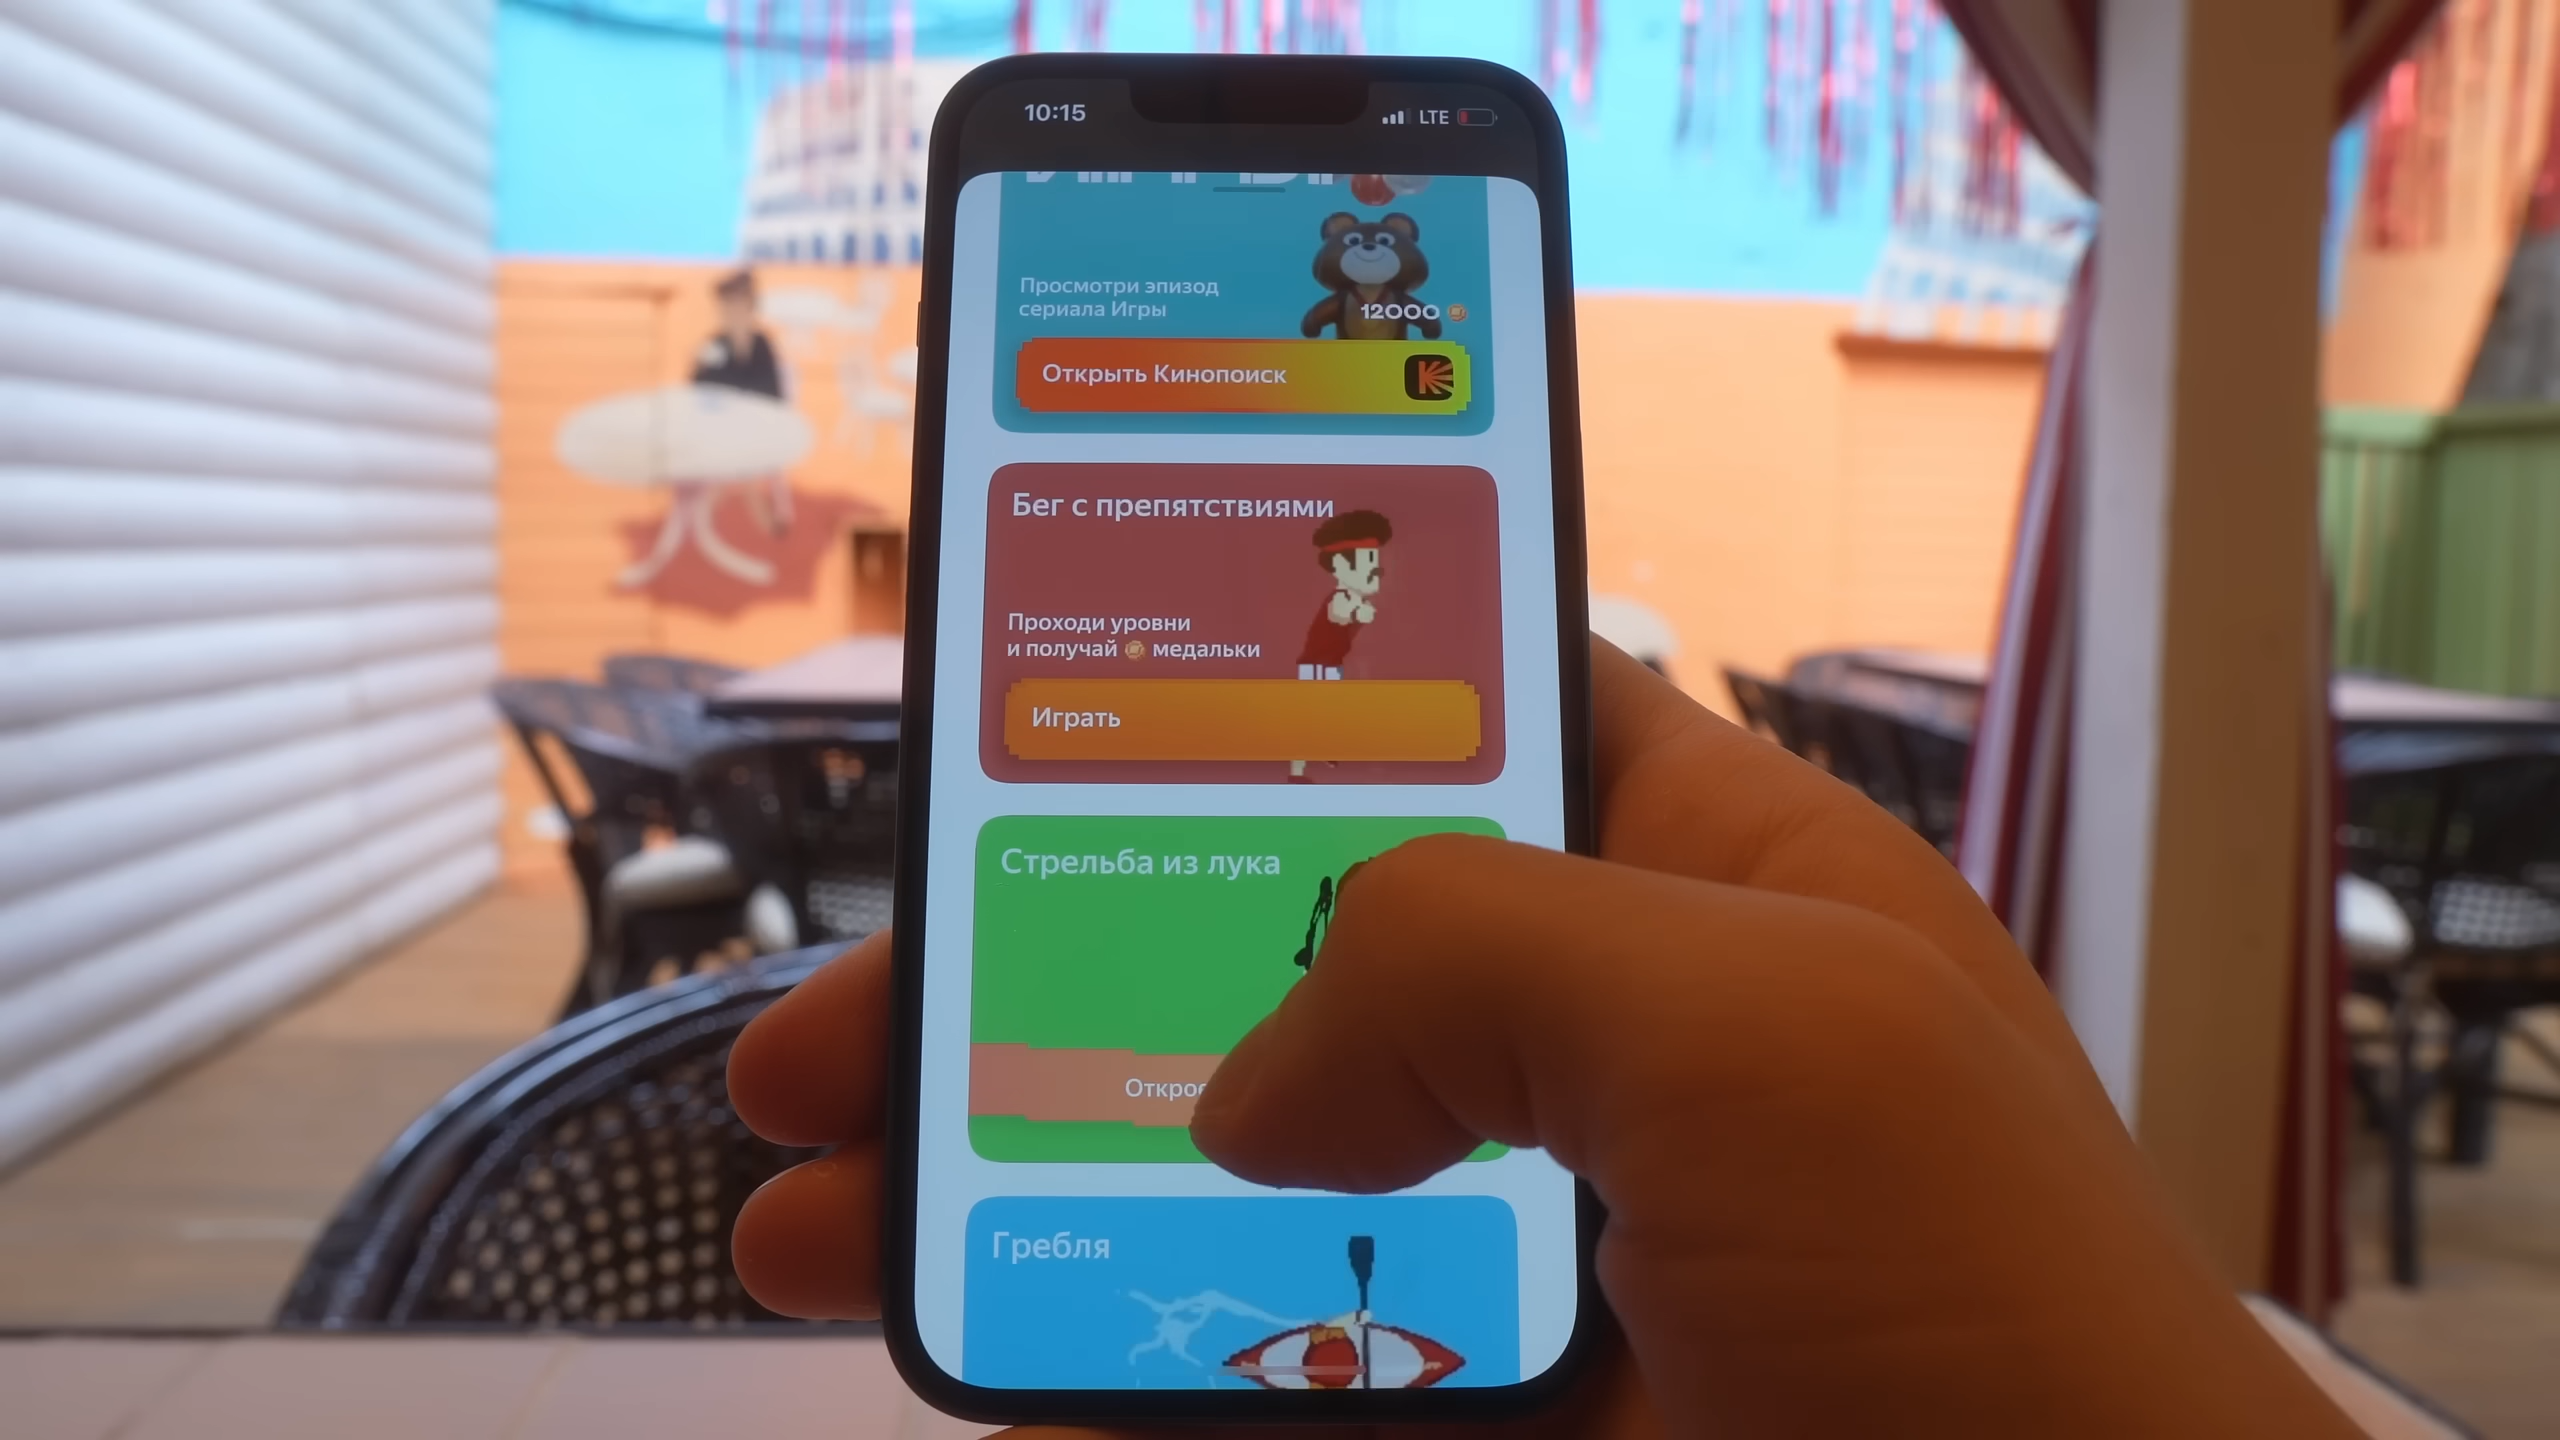 10:15
LTE
Просмотри эпизод
сериала Игры
12000
Открыть Кинопоиск
Бег с препятствиями
Проходи уровни
и получай медальки
Играть
Стрельба из лука
Гребля